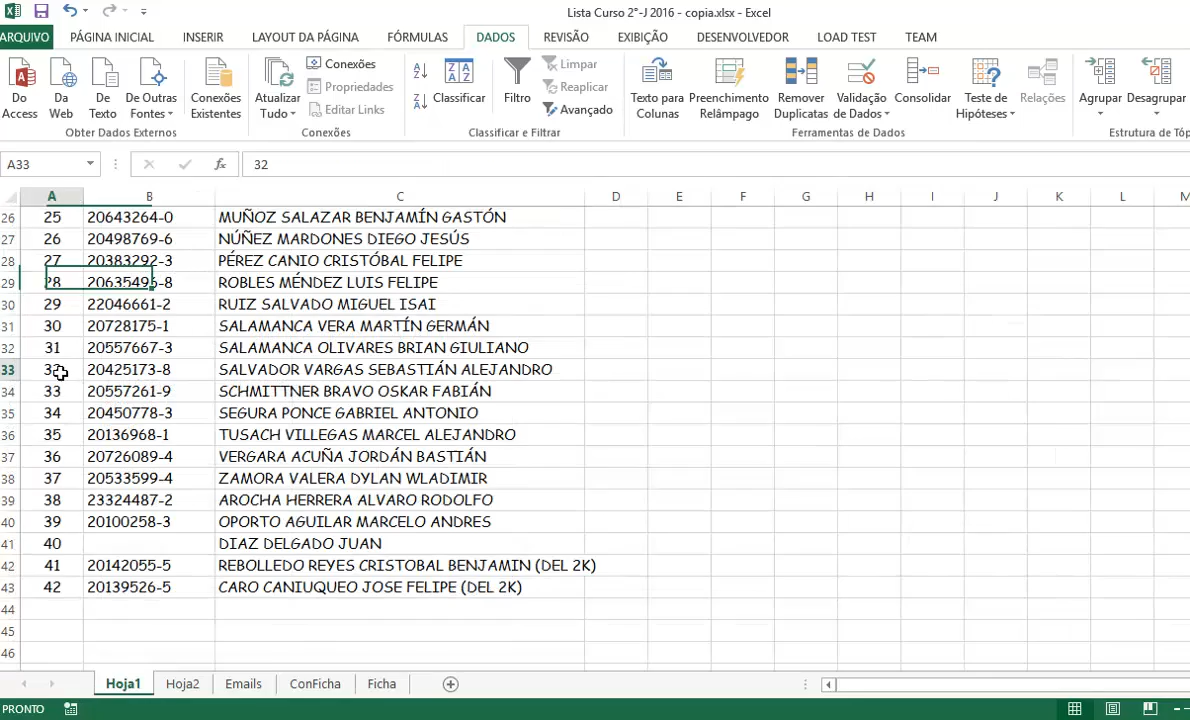 Lista Curso 2°-J 2016 - copia.xlsx - Excel
ARQUIVO PÁGINA INICIAL INSERIR LAYOUT DA PÁGINA FÓRMULAS DADOS REVISÃO EXIBIÇÃO DESENVOLVEDOR LOAD TEST TEAM
Do Access
Da Web
De Texto
De Outras Fontes
Conexões Existentes
Obter Dados Externos
Atualizar Tudo
Conexões
Propriedades
Editar Links
Conexões
Classificar
Filtro
Limpar
Reaplicar
Avançado
Classificar e Filtrar
Texto para Colunas
Preenchimento Relâmpago
Remover Duplicatas
Validação de Dados
Consolidar
Teste de Hipóteses
Relações
Ferramentas de Dados
Agrupar
Desagrupar
Estrutura de Tóp
A33 fx 32
A B C D E F G H I J K L M
26 25 20643264-0 MUÑOZ SALAZAR BENJAMÍN GASTÓN
27 26 20498769-6 NÚÑEZ MARDONES DIEGO JESÚS
28 27 20383292-3 PÉREZ CANIO CRISTÓBAL FELIPE
29 28 ROBLES MÉNDEZ LUIS FELIPE
30 29 22046661-2 RUIZ SALVADO MIGUEL ISAI
31 30 20728175-1 SALAMANCA VERA MARTÍN GERMÁN
32 31 20557667-3 SALAMANCA OLIVARES BRIAN GIULIANO
33 32 20425173-8 SALVADOR VARGAS SEBASTIÁN ALEJANDRO
34 33 20557261-9 SCHMITTNER BRAVO OSKAR FABIÁN
35 34 20450778-3 SEGURA PONCE GABRIEL ANTONIO
36 35 20136968-1 TUSACH VILLEGAS MARCEL ALEJANDRO
37 36 20726089-4 VERGARA ACUÑA JORDÁN BASTIÁN
38 37 20533599-4 ZAMORA VALERA DYLAN WLADIMIR
39 38 23324487-2 AROCHA HERRERA ALVARO RODOLFO
40 39 20100258-3 OPORTO AGUILAR MARCELO ANDRES
41 40 DIAZ DELGADO JUAN
42 41 20142055-5 REBOLLEDO REYES CRISTOBAL BENJAMIN (DEL 2K)
43 42 20139526-5 CARO CANIUQUEO JOSE FELIPE (DEL 2K)
44
45
46
Hoja1 Hoja2 Emails ConFicha Ficha
PRONTO